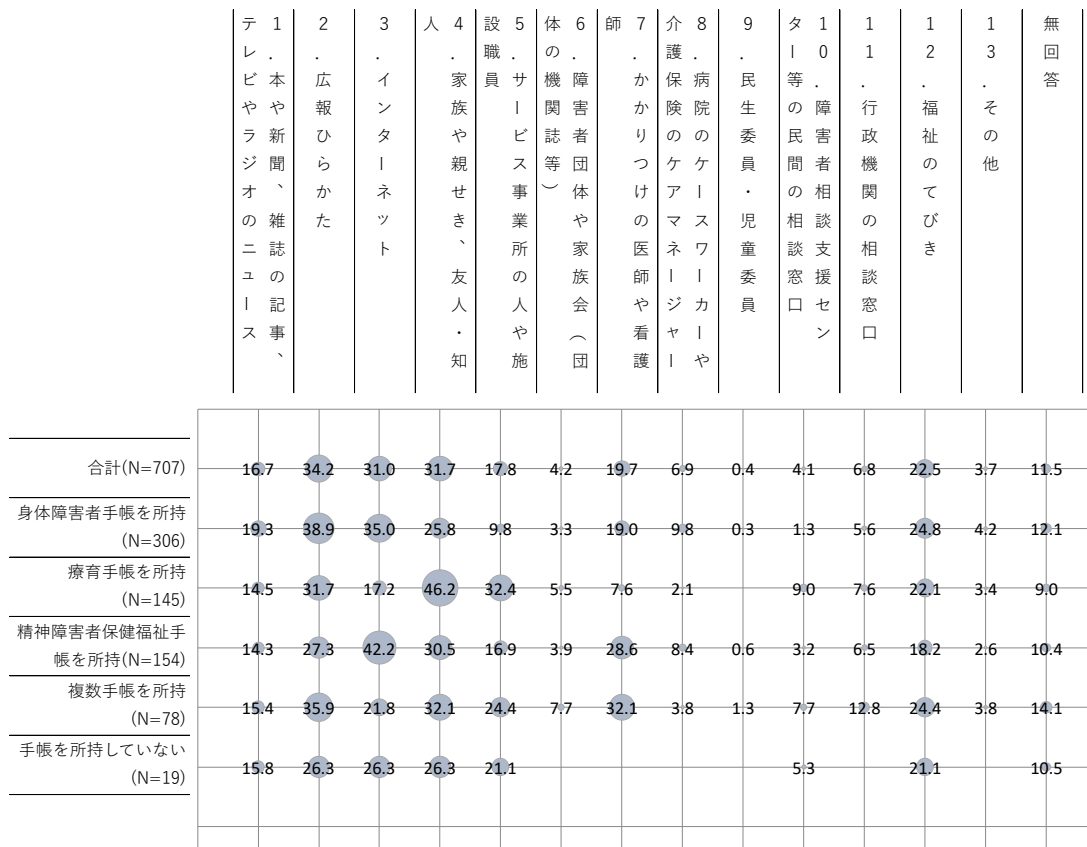 1．本や新聞、雑誌の記事、
テレビやラジオのニュース
2．広報ひらかた
3．インターネット
4．家族や親せき、友人・知
人
5．サービス事業所の人や施
設職員
6．障害者団体や家族会（団
体の機関誌等）
7．かかりつけの医師や看護
師
8．病院のケースワーカーや
介護保険のケアマネージャー
9．民生委員・児童委員
10．障害者相談支援セン
ター等の民間の相談窓口
11．行政機関の相談窓口
12．福祉のてびき
13．その他
無回答
合計(N=707) 16.7 34.2 31.0 31.7 17.8 4.2 19.7 6.9 0.4 4.1 6.8 22.5 3.7 11.5
身体障害者手帳を所持
(N=306) 19.3 38.9 35.0 25.8 9.8 3.3 19.0 9.8 0.3 1.3 5.6 24.8 4.2 12.1
療育手帳を所持
(N=145) 14.5 31.7 17.2 46.2 32.4 5.5 7.6 2.1 9.0 7.6 22.1 3.4 9.0
精神障害者保健福祉手
帳を所持(N=154) 14.3 27.3 42.2 30.5 16.9 3.9 28.6 8.4 0.6 3.2 6.5 18.2 2.6 10.4
複数手帳を所持
(N=78) 15.4 35.9 21.8 32.1 24.4 7.7 32.1 3.8 1.3 7.7 12.8 24.4 3.8 14.1
手帳を所持していない
(N=19) 15.8 26.3 26.3 26.3 21.1 5.3 21.1 10.5